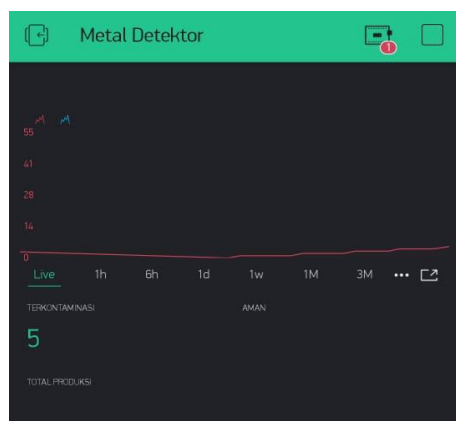 Metal Detektor
1
55
41
28
14
0
Live 1h 6h 1d 1w 1M 3M •••
TERKONTAMINASI AMAN
5
TOTAL PRODUKSI